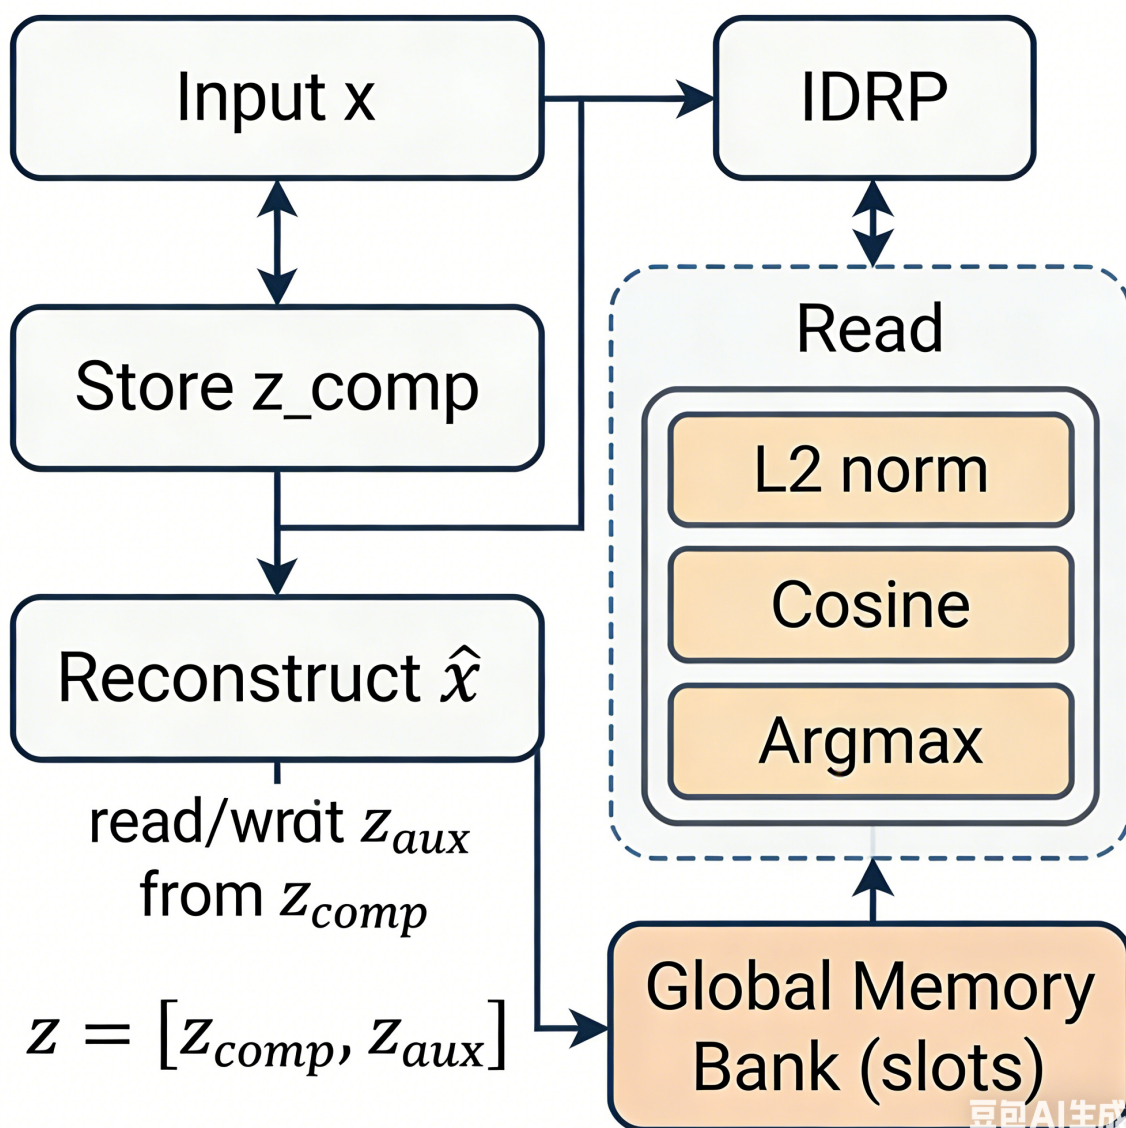 Input x
IDRP
Store z_comp
Read
L2 norm
Cosine
Argmax
Reconstruct x̂
read/wrdit z_aux
from z_comp
z = [z_comp, z_aux]
Global Memory
Bank (slots)
豆包AI生成